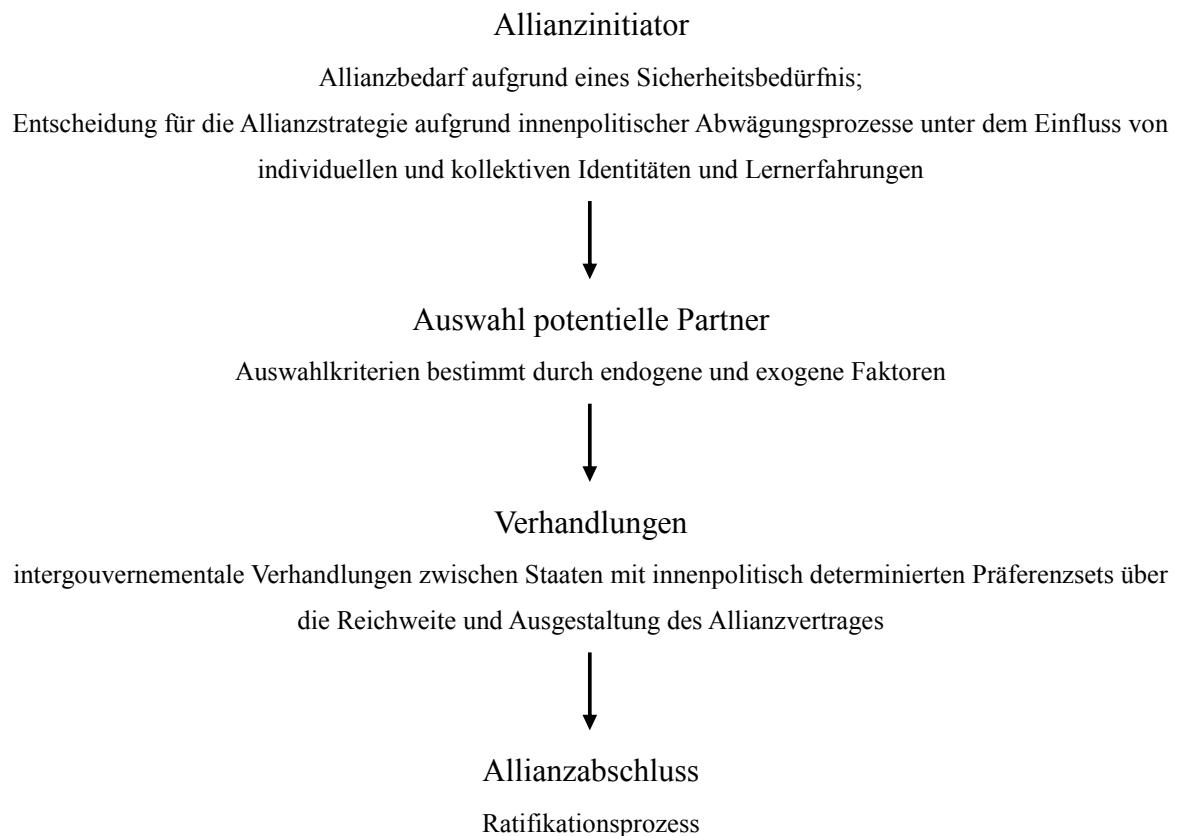 Allianzinitiator
Allianzbedarf aufgrund eines Sicherheitsbedürfnis;
Entscheidung für die Allianzstrategie aufgrund innenpolitischer Abwägungsprozesse unter dem Einfluss von
individuellen und kollektiven Identitäten und Lernerfahrungen
Auswahl potentielle Partner
Auswahlkriterien bestimmt durch endogene und exogene Faktoren
Verhandlungen
intergouvernementale Verhandlungen zwischen Staaten mit innenpolitisch determinierten Präferenzsets über
die Reichweite und Ausgestaltung des Allianzvertrages
Allianzabschluss
Ratifikationsprozess